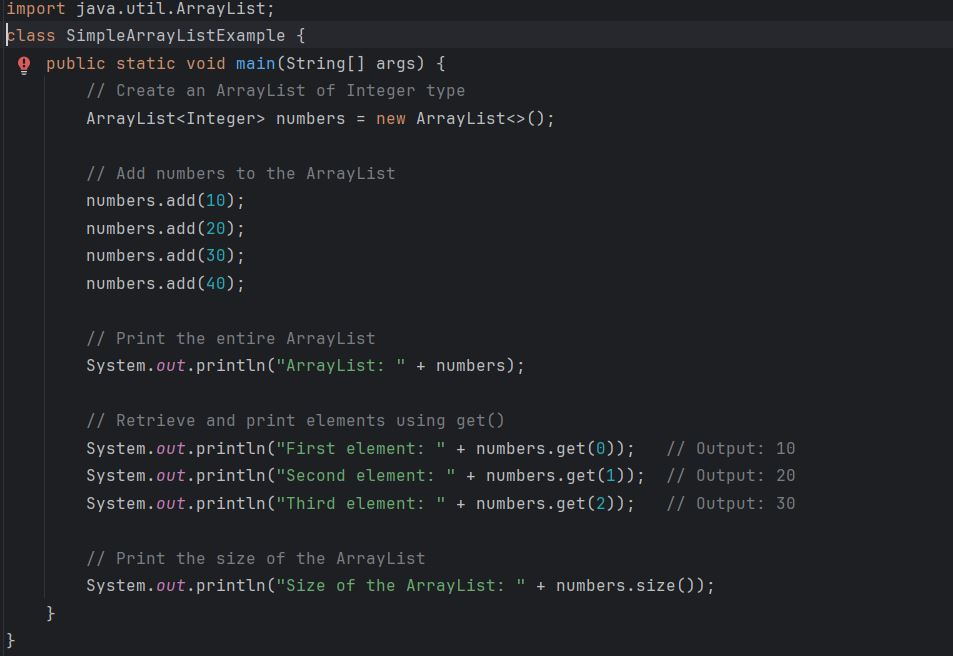 import java.util.ArrayList;
class SimpleArrayListExample {
    public static void main(String[] args) {
        // Create an ArrayList of Integer type
        ArrayList<Integer> numbers = new ArrayList<>();

        // Add numbers to the ArrayList
        numbers.add(10);
        numbers.add(20);
        numbers.add(30);
        numbers.add(40);

        // Print the entire ArrayList
        System.out.println("ArrayList: " + numbers);

        // Retrieve and print elements using get()
        System.out.println("First element: " + numbers.get(0));   // Output: 10
        System.out.println("Second element: " + numbers.get(1));  // Output: 20
        System.out.println("Third element: " + numbers.get(2));   // Output: 30

        // Print the size of the ArrayList
        System.out.println("Size of the ArrayList: " + numbers.size());
    }
}